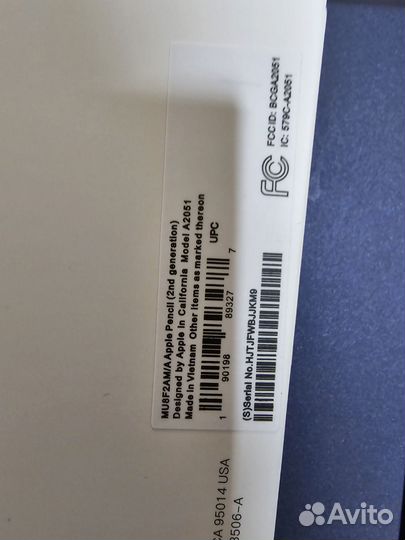 MU8F2AM/A Apple Pencil (2nd generation)
Designed by Apple in California Model A2051
Made in Vietnam Other items as marked thereon
UPC
1 90198 89327 7
(S)Serial No.HJTJFWBJJKM9
FC
FCC ID: BCGA2051
IC: 579C-A2051
CA 95014 USA
3506-A
Avito